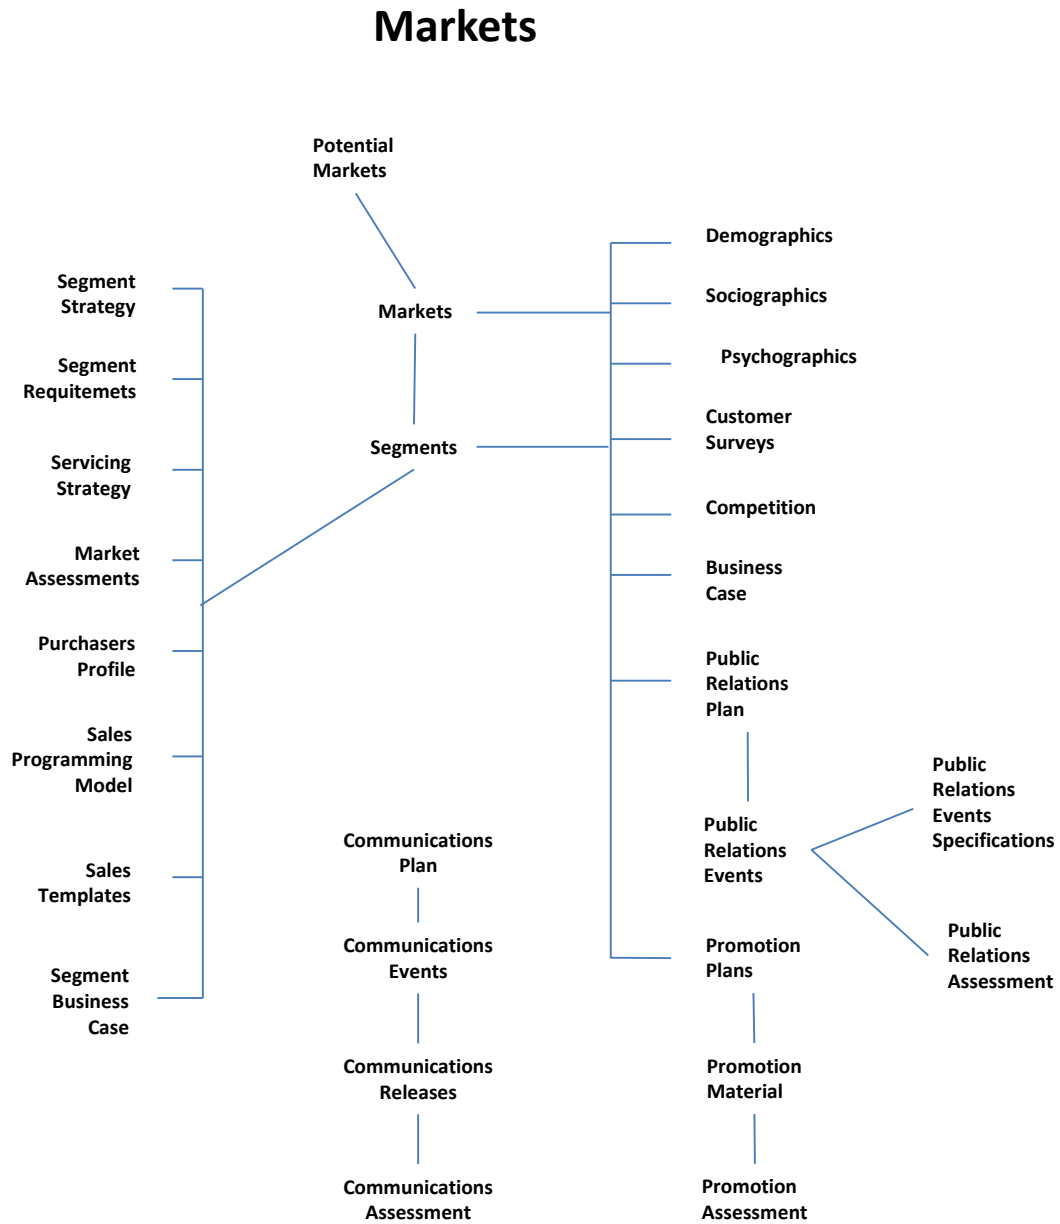 Markets
Potential
Markets
Markets
Segments
Segment
Strategy
Segment
Requitemets
Servicing
Strategy
Market
Assessments
Purchasers
Profile
Sales
Programming
Model
Sales
Templates
Segment
Business
Case
Demographics
Sociographics
Psychographics
Customer
Surveys
Competition
Business
Case
Public
Relations
Plan
Public
Relations
Events
Public
Relations
Events
Specifications
Public
Relations
Assessment
Promotion
Plans
Promotion
Material
Promotion
Assessment
Communications
Plan
Communications
Events
Communications
Releases
Communications
Assessment